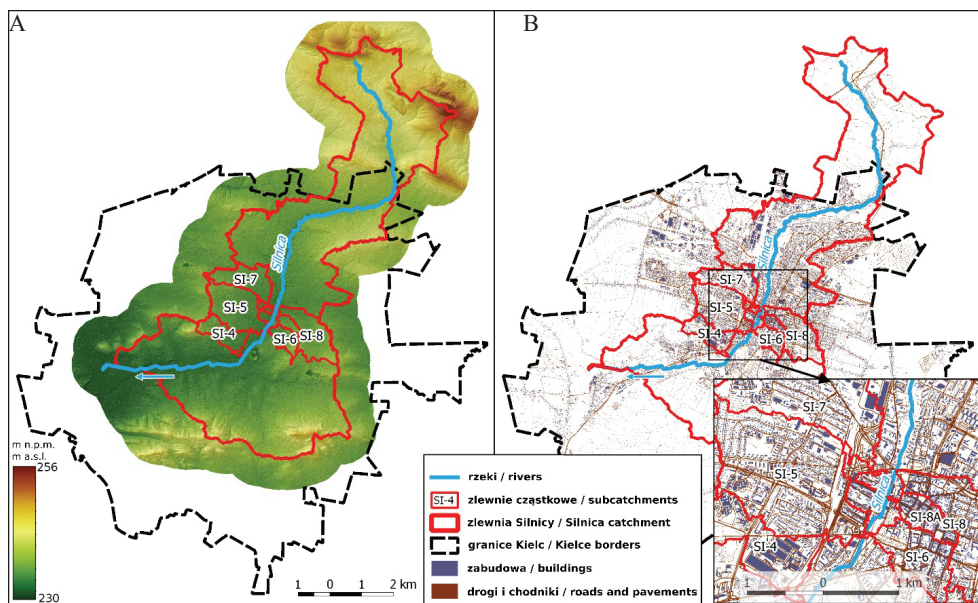 A
B
Silnica
SI-7
SI-5
SI-4
SI-6
SI-8
Silnica
SI-7
SI-5
SI-4
SI-6
SI-8
SI-7
SI-5
Silnica
SI-8A
SI-8
SI-4
SI-6
1 0 1 km
m n.p.m.
m a.s.l.
256
230
1 0 1 2 km
rzeki / rivers
SI-4 zlewnie cząstkowe / subcatchments
zlewnia Silnicy / Silnica catchment
granice Kielc / Kielce borders
zabudowa / buildings
drogi i chodniki / roads and pavements